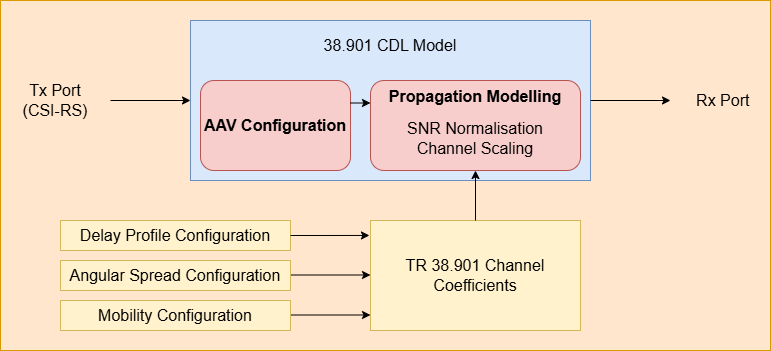 38.901 CDL Model
Tx Port
(CSI-RS)
AAV Configuration
Propagation Modelling
SNR Normalisation
Channel Scaling
Rx Port
Delay Profile Configuration
Angular Spread Configuration
Mobility Configuration
TR 38.901 Channel
Coefficients